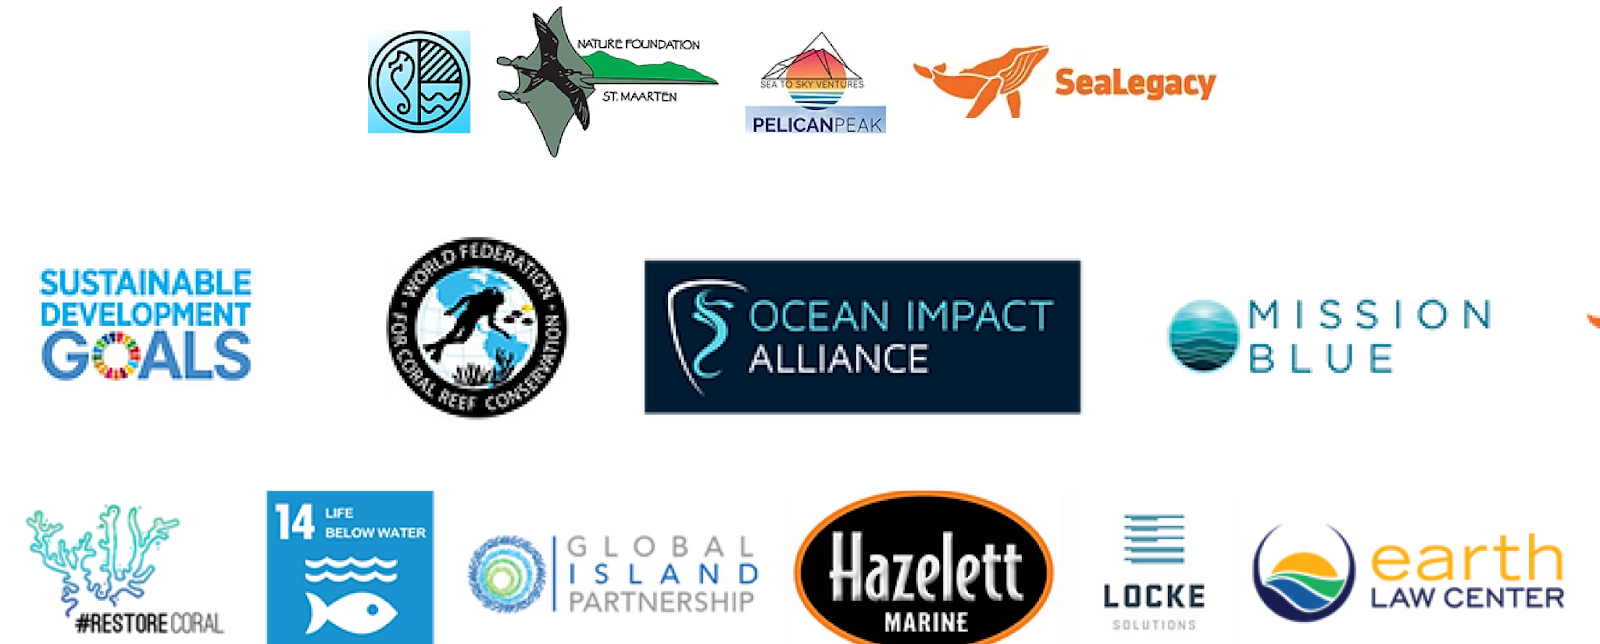 NATURE FOUNDATION
ST. MAARTEN
SEA TO SKY VENTURES
PELICANPEAK
SeaLegacy
SUSTAINABLE
DEVELOPMENT
GOALS
WORLD FEDERATION
FOR CORAL REEF CONSERVATION
OCEAN IMPACT
ALLIANCE
MISSION
BLUE
#RESTORECORAL
14 LIFE
BELOW WATER
GLOBAL
ISLAND
PARTNERSHIP
Hazelett
MARINE
LOCKE
SOLUTIONS
earth
LAW CENTER